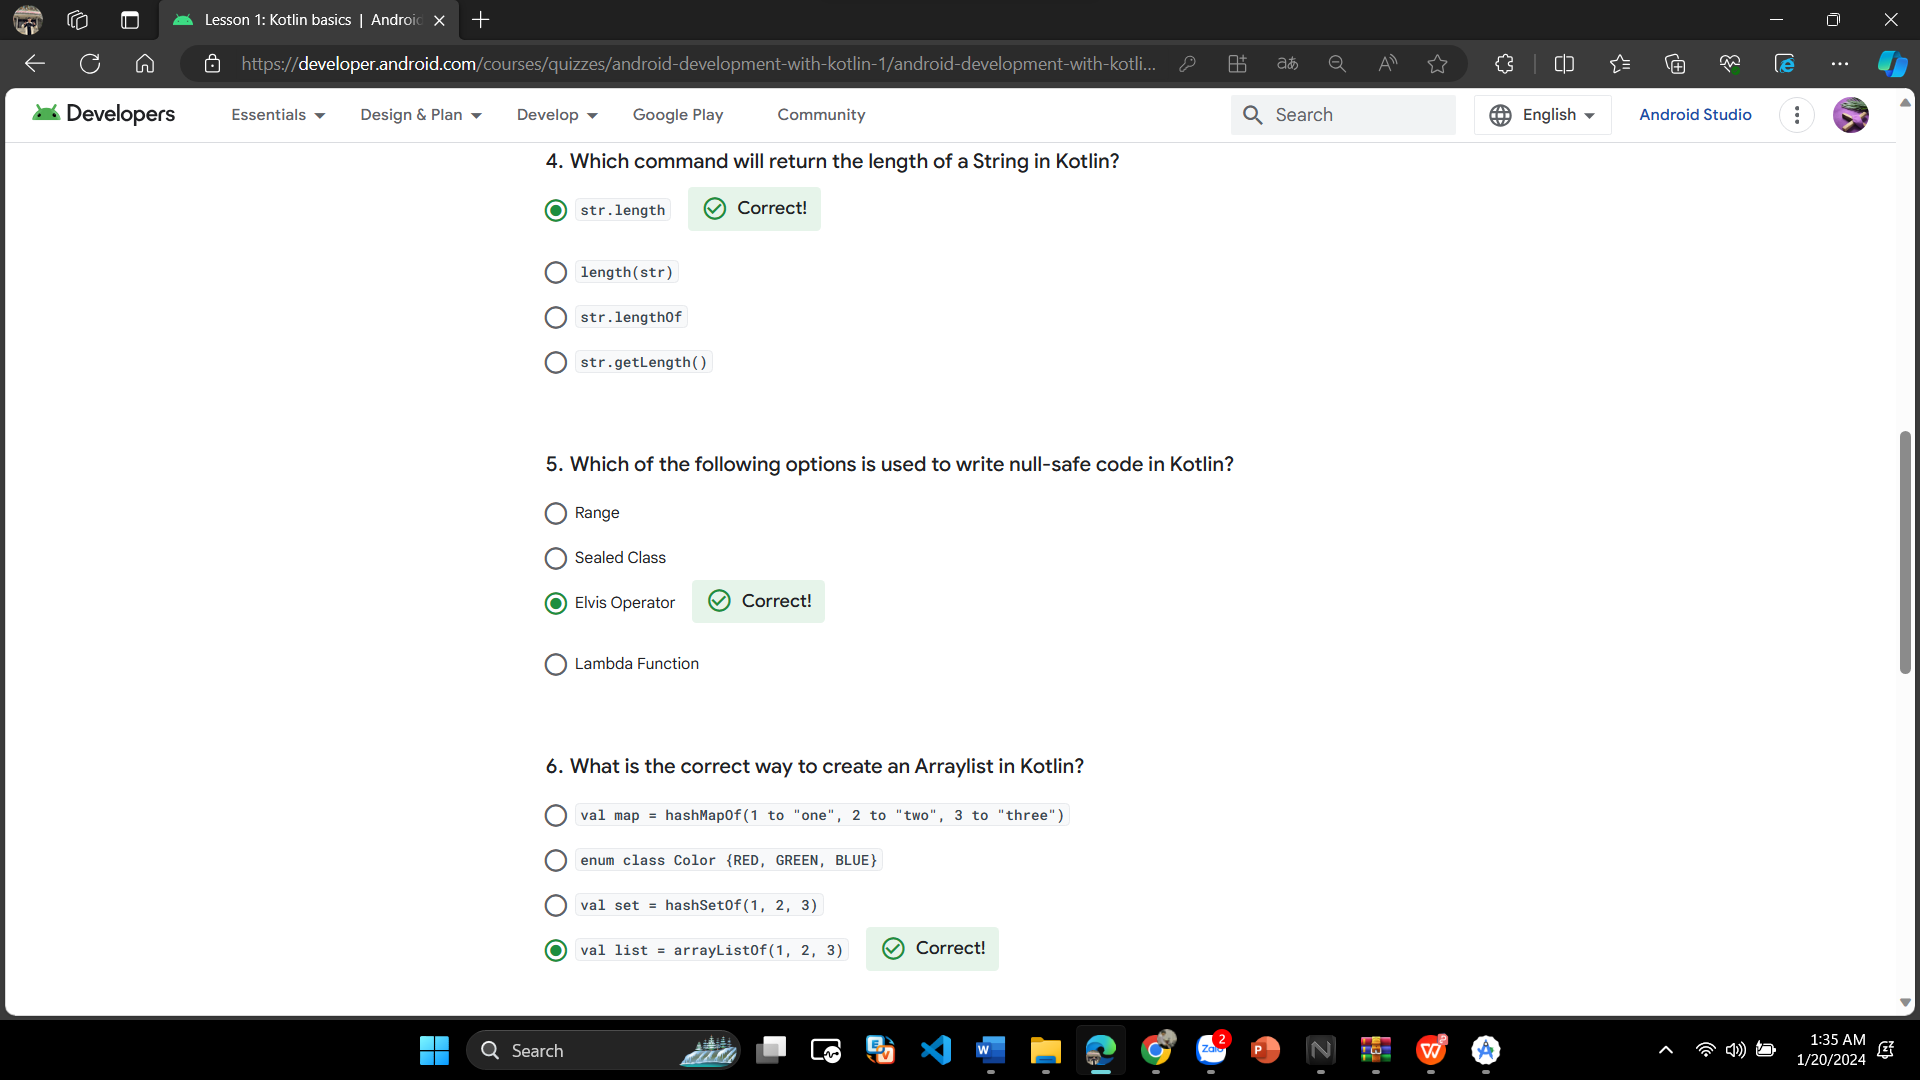 Lesson 1: Kotlin basics | Androi
https://developer.android.com/courses/quizzes/android-development-with-kotlin-1/android-development-with-kotli...
Developers
Essentials
Design & Plan
Develop
Google Play
Community
Search
English
Android Studio
4. Which command will return the length of a String in Kotlin?
str.length
Correct!
length(str)
str.lengthOf
str.getLength()
5. Which of the following options is used to write null-safe code in Kotlin?
Range
Sealed Class
Elvis Operator
Correct!
Lambda Function
6. What is the correct way to create an Arraylist in Kotlin?
val map = hashMapOf(1 to "one", 2 to "two", 3 to "three")
enum class Color {RED, GREEN, BLUE}
val set = hashSetOf(1, 2, 3)
val list = arrayListOf(1, 2, 3)
Correct!
Search
Zalo
2
1:35 AM
1/20/2024